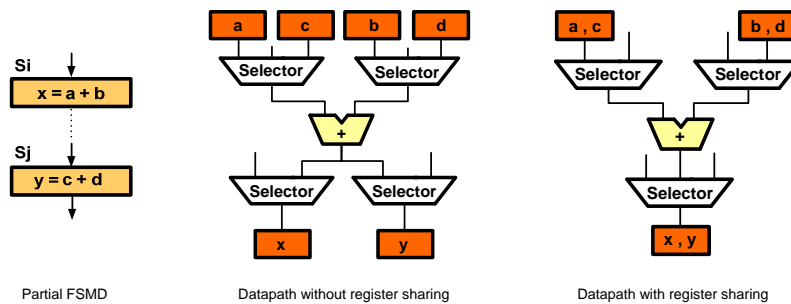 Si
x = a + b
Sj
y = c + d
Partial FSMD
a
c
b
d
Selector
Selector
+
Selector
Selector
x
y
Datapath without register sharing
a , c
b , d
Selector
Selector
+
Selector
x , y
Datapath with register sharing